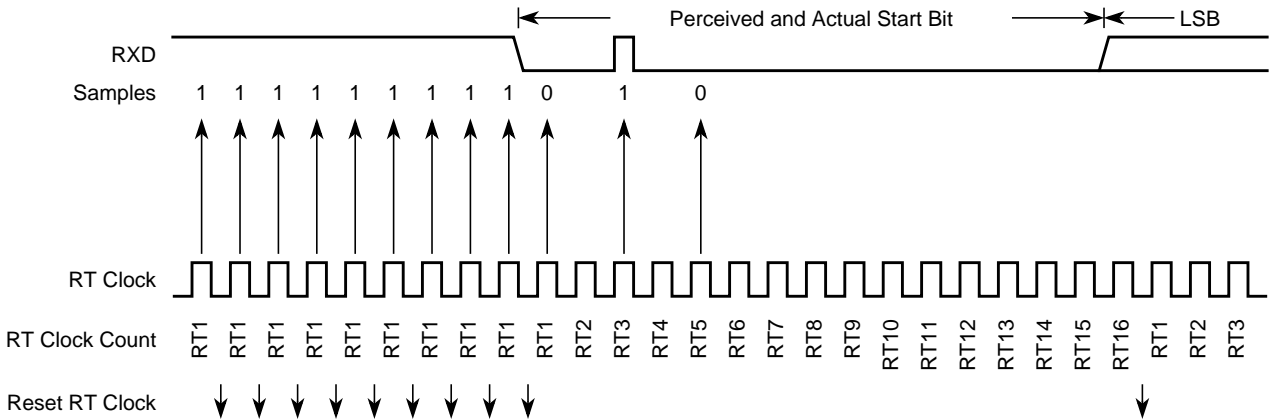 Perceived and Actual Start Bit LSB
RXD
Samples 1 1 1 1 1 1 1 1 1 0 1 0
RT Clock
RT Clock Count RT1 RT1 RT1 RT1 RT1 RT1 RT1 RT1 RT1 RT1 RT2 RT3 RT4 RT5 RT6 RT7 RT8 RT9 RT10 RT11 RT12 RT13 RT14 RT15 RT16 RT1 RT2 RT3
Reset RT Clock